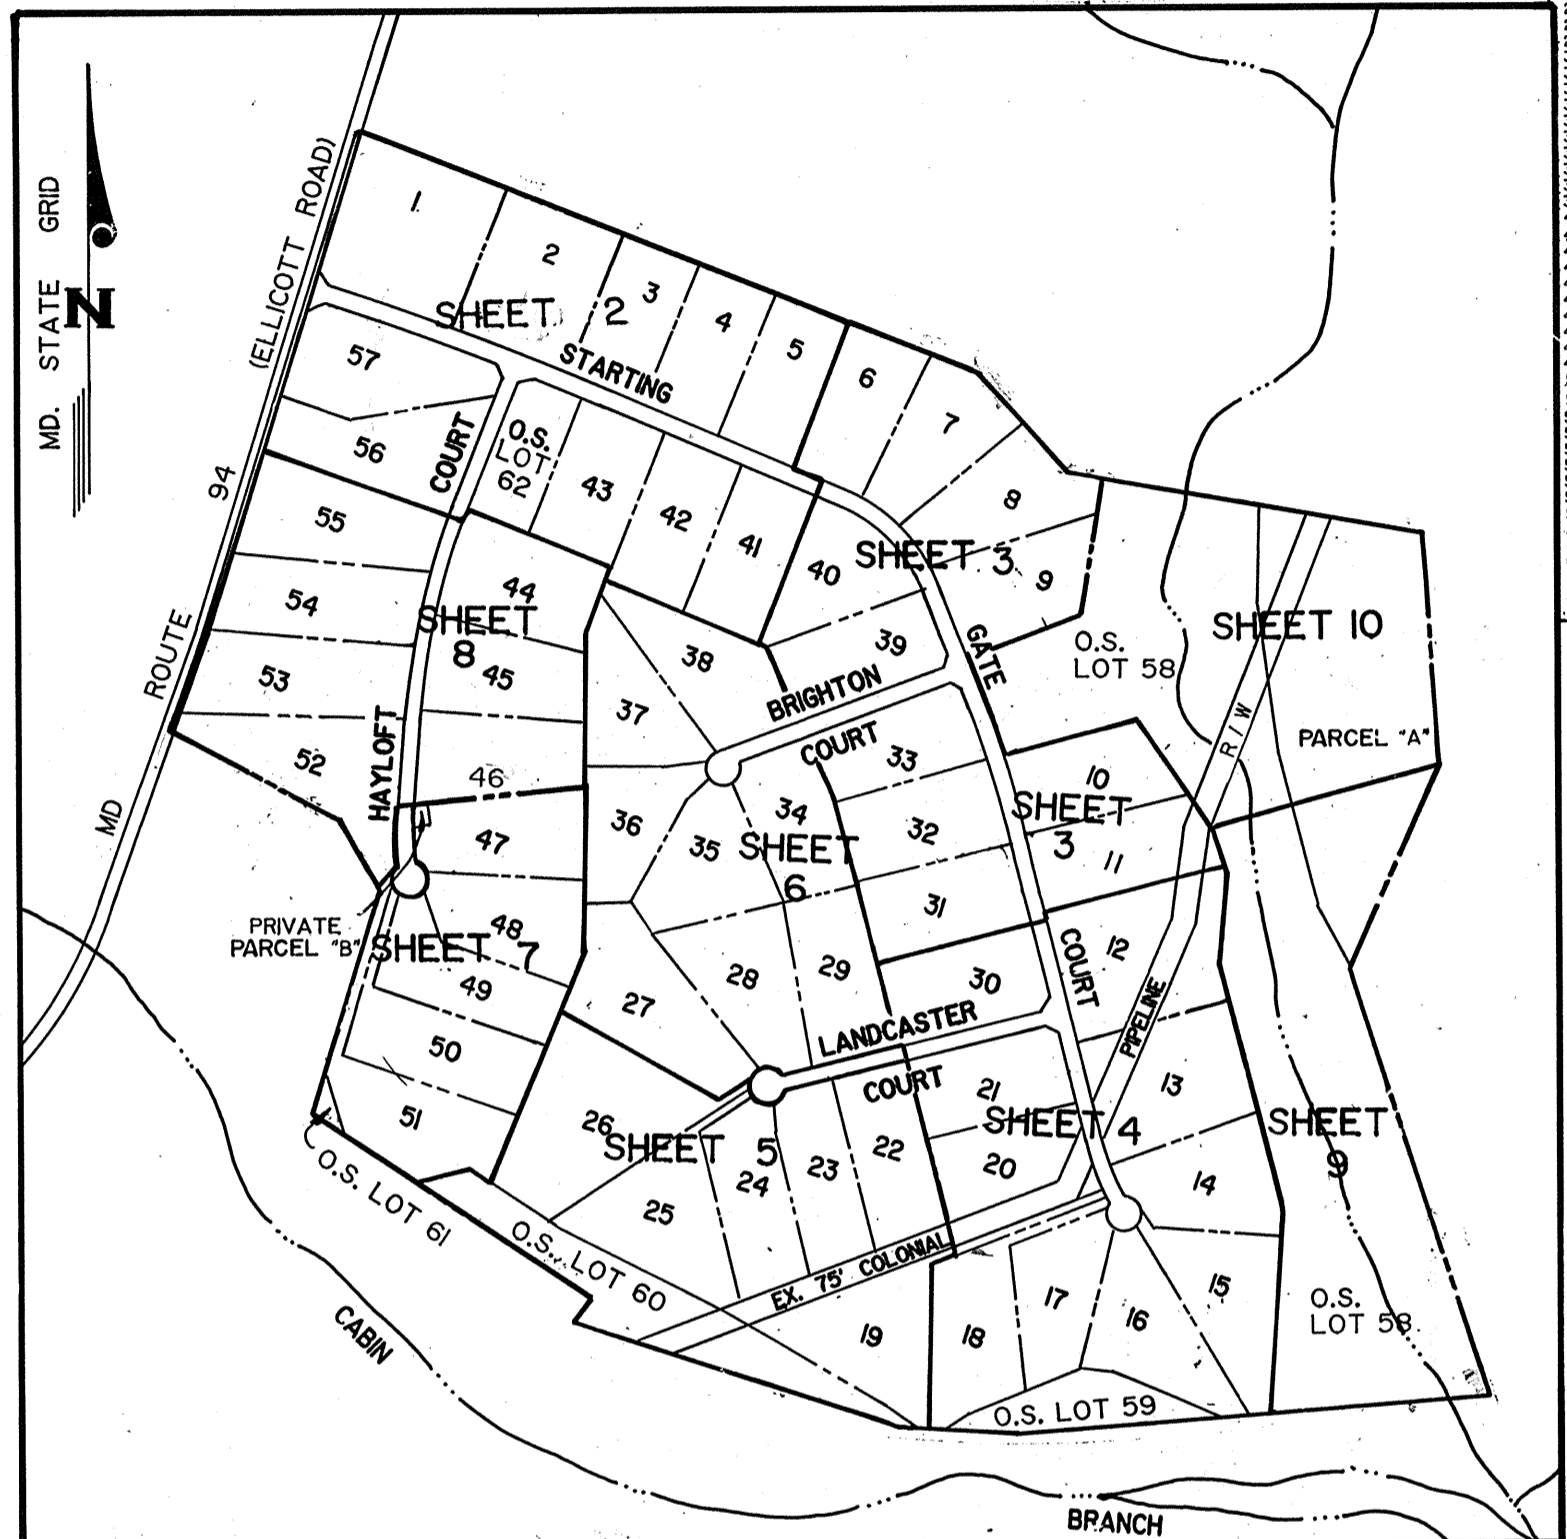 MD. STATE GRID
N
MD ROUTE 94 (ELLICOTT ROAD)
1
2
3
4
5
SHEET 2
STARTING
57
56
COURT
O.S.
LOT
62
43
42
41
6
7
8
9
40
SHEET 3
39
GATE
O.S.
LOT 58
SHEET 10
R/W
PARCEL "A"
55
54
53
52
44
SHEET
8
45
46
HAYLOFT
38
37
BRIGHTON
COURT
36
35
34
33
32
31
SHEET
6
10
SHEET
3
11
47
PRIVATE
PARCEL "B"
SHEET 7
48
49
50
51
27
28
29
30
LANDCASTER
COURT
COURT
12
PIPELINE
13
26
SHEET 5
25
24
23
22
21
SHEET 4
20
14
SHEET
9
O.S. LOT 61
O.S. LOT 60
EX. 75' COLONIAL
19
18
17
16
15
O.S.
LOT 58
O.S. LOT 59
CABIN
BRANCH